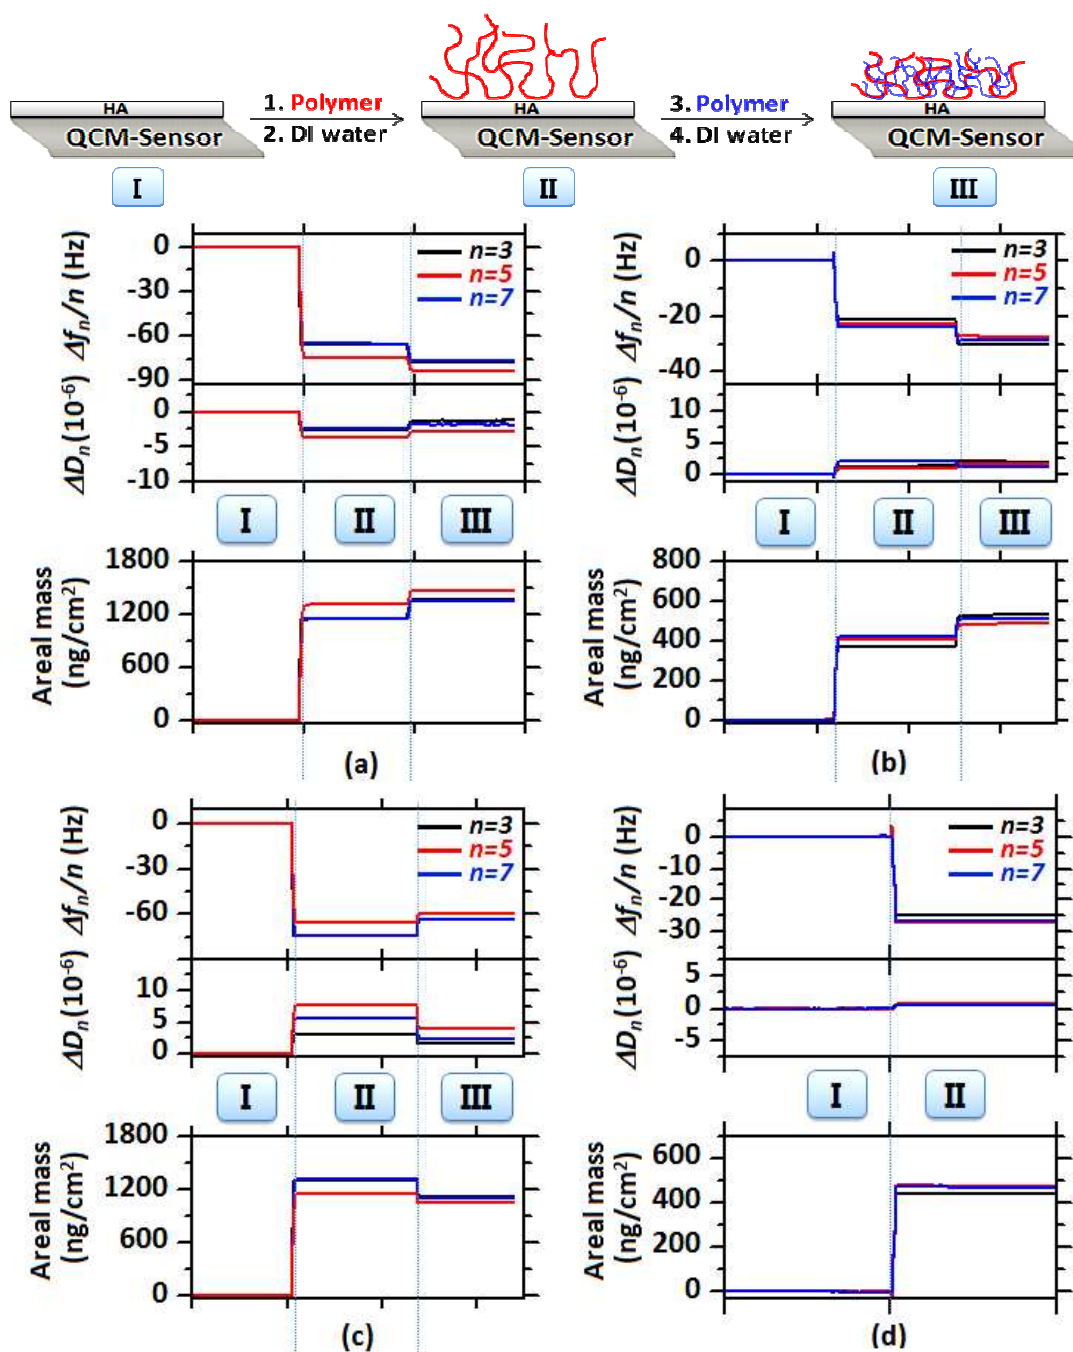 HA
QCM-Sensor
1. Polymer
2. DI water
HA
QCM-Sensor
3. Polymer
4. DI water
HA
QCM-Sensor
I
II
III
Δfn/n (Hz)
0
-30
-60
-90
n=3
n=5
n=7
ΔDn(10⁻⁶)
0
-5
-10
I
II
III
Areal mass
(ng/cm²)
1800
1200
600
0
(a)
Δfn/n (Hz)
0
-20
-40
n=3
n=5
n=7
ΔDn(10⁻⁶)
10
5
0
I
II
III
Areal mass
(ng/cm²)
800
600
400
200
0
(b)
Δfn/n (Hz)
0
-30
-60
n=3
n=5
n=7
ΔDn(10⁻⁶)
10
5
0
I
II
III
Areal mass
(ng/cm²)
1800
1200
600
0
(c)
Δfn/n (Hz)
0
-10
-20
-30
n=3
n=5
n=7
ΔDn(10⁻⁶)
5
0
-5
I
II
Areal mass
(ng/cm²)
600
400
200
0
(d)